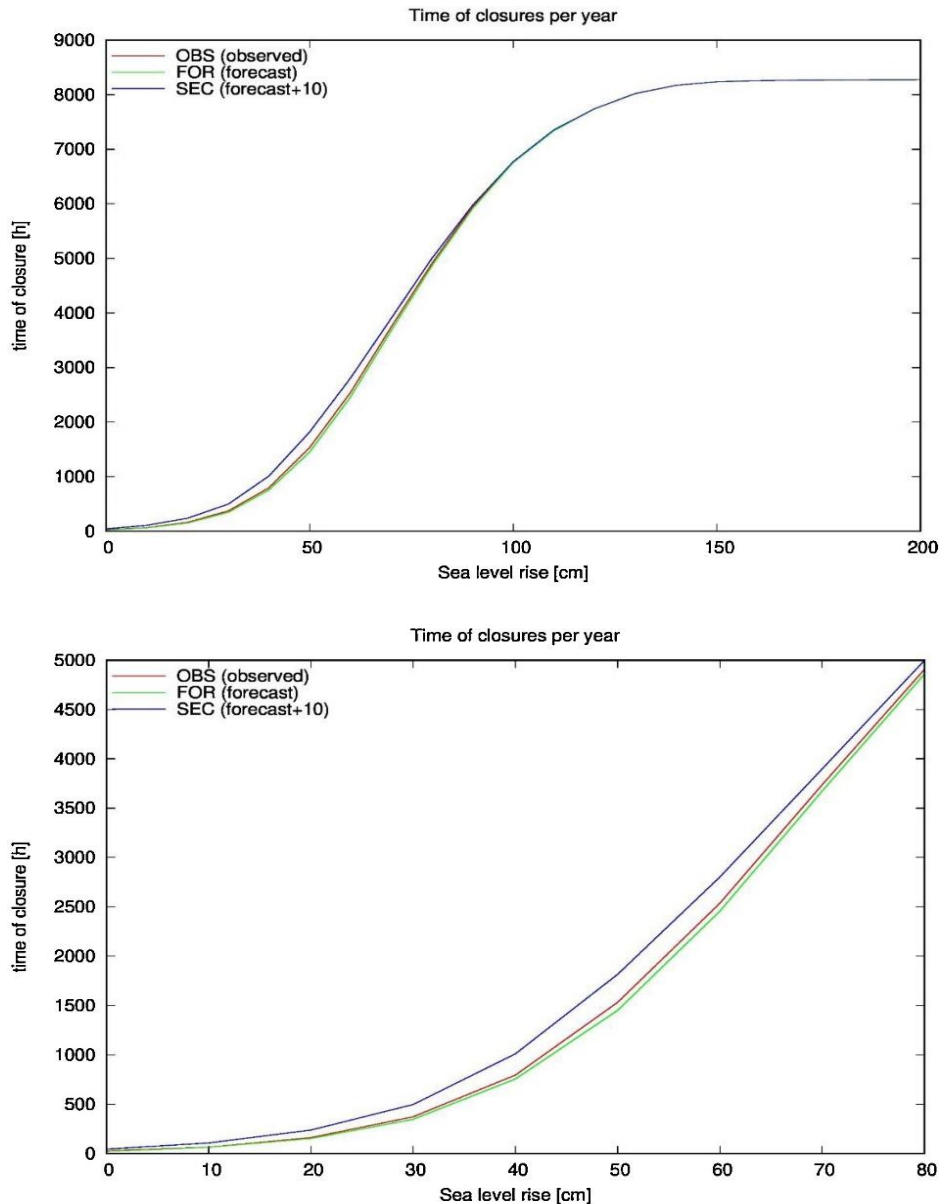 Time of closures per year
9000
8000
7000
6000
5000
4000
3000
2000
1000
0
time of closure [h]
OBS (observed)
FOR (forecast)
SEC (forecast+10)
0 50 100 150 200
Sea level rise [cm]
Time of closures per year
5000
4500
4000
3500
3000
2500
2000
1500
1000
500
0
time of closure [h]
OBS (observed)
FOR (forecast)
SEC (forecast+10)
0 10 20 30 40 50 60 70 80
Sea level rise [cm]